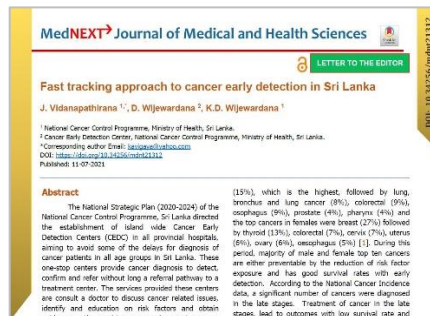 MedNEXT Journal of Medical and Health Sciences
LETTER TO THE EDITOR
Fast tracking approach to cancer early detection in Sri Lanka
J. Vidanapathirana 1,*, D. Wijewardana 2, K.D. Wijewardena 1
1 National Cancer Control Programme, Ministry of Health, Sri Lanka.
2 Cancer Early Detection Center, National Cancer Control Programme, Ministry of Health, Sri Lanka.
*Corresponding author Email: kavigaya@yahoo.com
DOI: https://doi.org/10.34256/mdnt21312
Published: 11-07-2021
Abstract
The National Strategic Plan (2020-2024) of the
National Cancer Control Programme, Sri Lanka directed
the establishment of island wide Cancer Early
Detection Centers (CEDC) in all provincial hospitals,
aiming to avoid some of the delays for diagnosis of
cancer patients in all age groups in Sri Lanka. These
one-stop centers provide cancer diagnosis to detect,
confirm and refer without long a referral pathway to a
treatment center. The services provided these centers
are consult a doctor to discuss cancer related issues,
identify and education on risk factors and obtain
(15%), which is the highest, followed by lung,
bronchus and lung cancer (8%), colorectal (9%),
esophagus (9%), prostate (4%), pharynx (4%) and
the top cancers in females were breast (27%) followed
by thyroid (13%), colorectal (7%), cervix (7%), uterus
(6%), ovary (6%), oesophagus (5%) [1]. During this
period, majority of male and female top ten cancers
are either preventable by the reduction of risk factor
exposure and has good survival rates with early
detection. According to the National Cancer Incidence
data, a significant number of cancers were diagnosed
in the late stages. Treatment of cancer in the late
stages, lead to outcomes with low survival rate and
DOI: 10.34256/mdnt21312